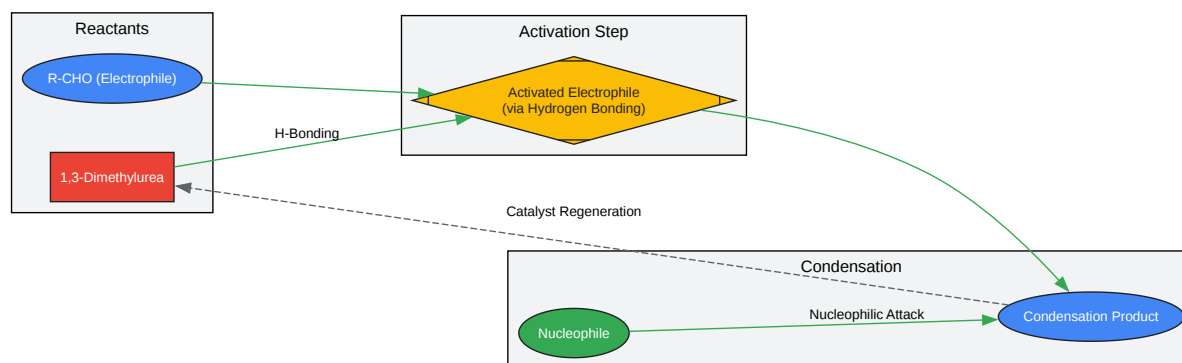 Reactants
R-CHO (Electrophile)
1,3-Dimethylurea
H-Bonding
Activation Step
Activated Electrophile
(via Hydrogen Bonding)
Catalyst Regeneration
Condensation
Nucleophile
Nucleophilic Attack
Condensation Product